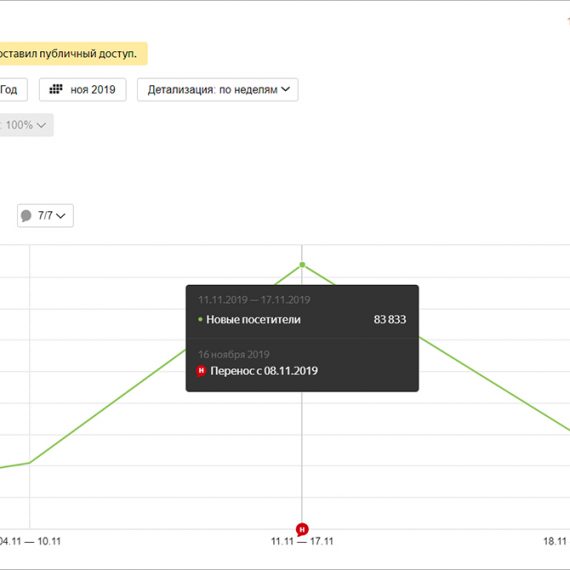 оставил публичный доступ.
Год
ноя 2019
Детализация: по неделям
: 100%
7/7
11.11.2019 — 17.11.2019
Новые посетители 83 833
16 ноября 2019
Н Перенос с 08.11.2019
Н
04.11 — 10.11 11.11 — 17.11 18.11